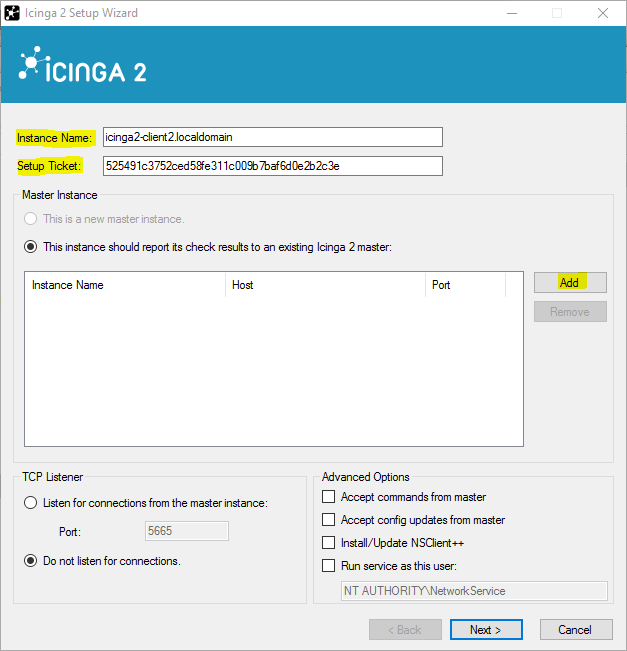 Icinga 2 Setup Wizard
ICINGA 2
Instance Name: icinga2-client2.localdomain
Setup Ticket: 525491c3752ced58fe311c009b7baf6d0e2b2c3e
Master Instance
This is a new master instance.
This instance should report its check results to an existing Icinga 2 master:
Instance Name Host Port
Add
Remove
TCP Listener
Listen for connections from the master instance:
Port: 5665
Do not listen for connections.
Advanced Options
Accept commands from master
Accept config updates from master
Install/Update NSClient++
Run service as this user:
NT AUTHORITY\NetworkService
< Back Next > Cancel